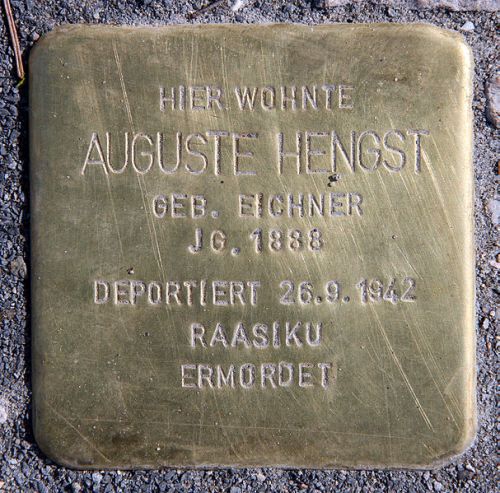 HIER WOHNTE
AUGUSTE HENGST
GEB. EICHNER
JG. 1888
DEPORTIERT 26.9.1942
RAASIKU
ERMORDET